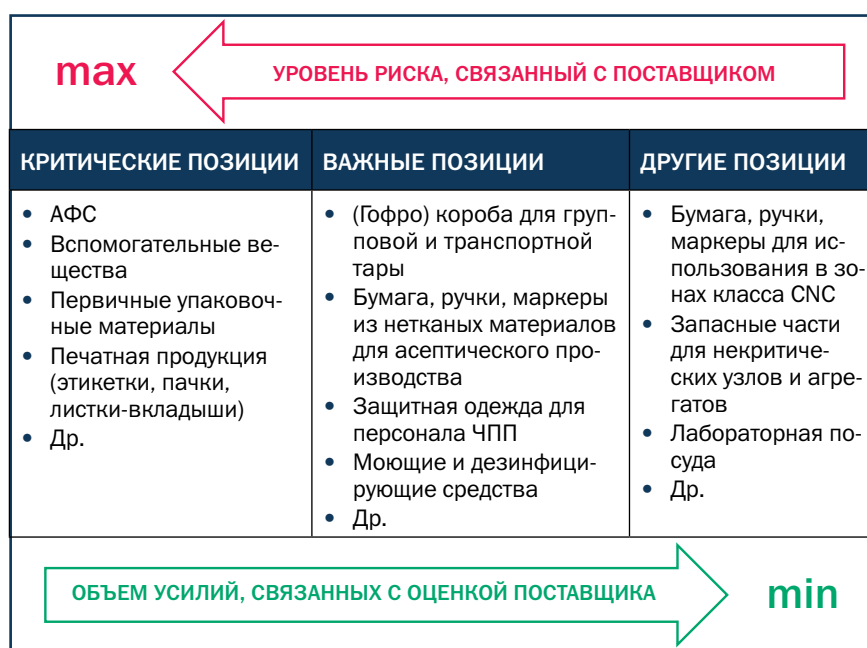 max
УРОВЕНЬ РИСКА, СВЯЗАННЫЙ С ПОСТАВЩИКОМ
КРИТИЧЕСКИЕ ПОЗИЦИИ
• АФС
• Вспомогательные ве-
щества
• Первичные упаковоч-
ные материалы
• Печатная продукция
(этикетки, пачки,
листки-вкладыши)
• Др.
ВАЖНЫЕ ПОЗИЦИИ
• (Гофро) короба для груп-
повой и транспортной
тары
• Бумага, ручки, маркеры
из нетканых материалов
для асептического про-
изводства
• Защитная одежда для
персонала ЧПП
• Моющие и дезинфици-
рующие средства
• Др.
ДРУГИЕ ПОЗИЦИИ
• Бумага, ручки,
маркеры для ис-
пользования в зо-
нах класса CNC
• Запасные части
для некритиче-
ских узлов и агре-
гатов
• Лабораторная по-
суда
• Др.
ОБЪЕМ УСИЛИЙ, СВЯЗАННЫХ С ОЦЕНКОЙ ПОСТАВЩИКА
min